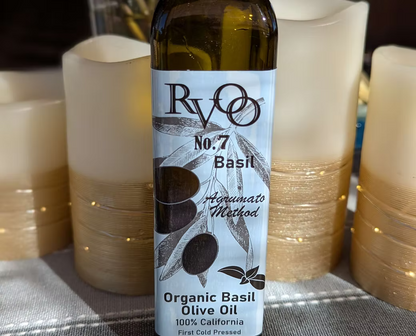 RVOO
No.7
Basil
Agrumato
Method
Organic Basil
Olive Oil
100% California
First Cold Pressed